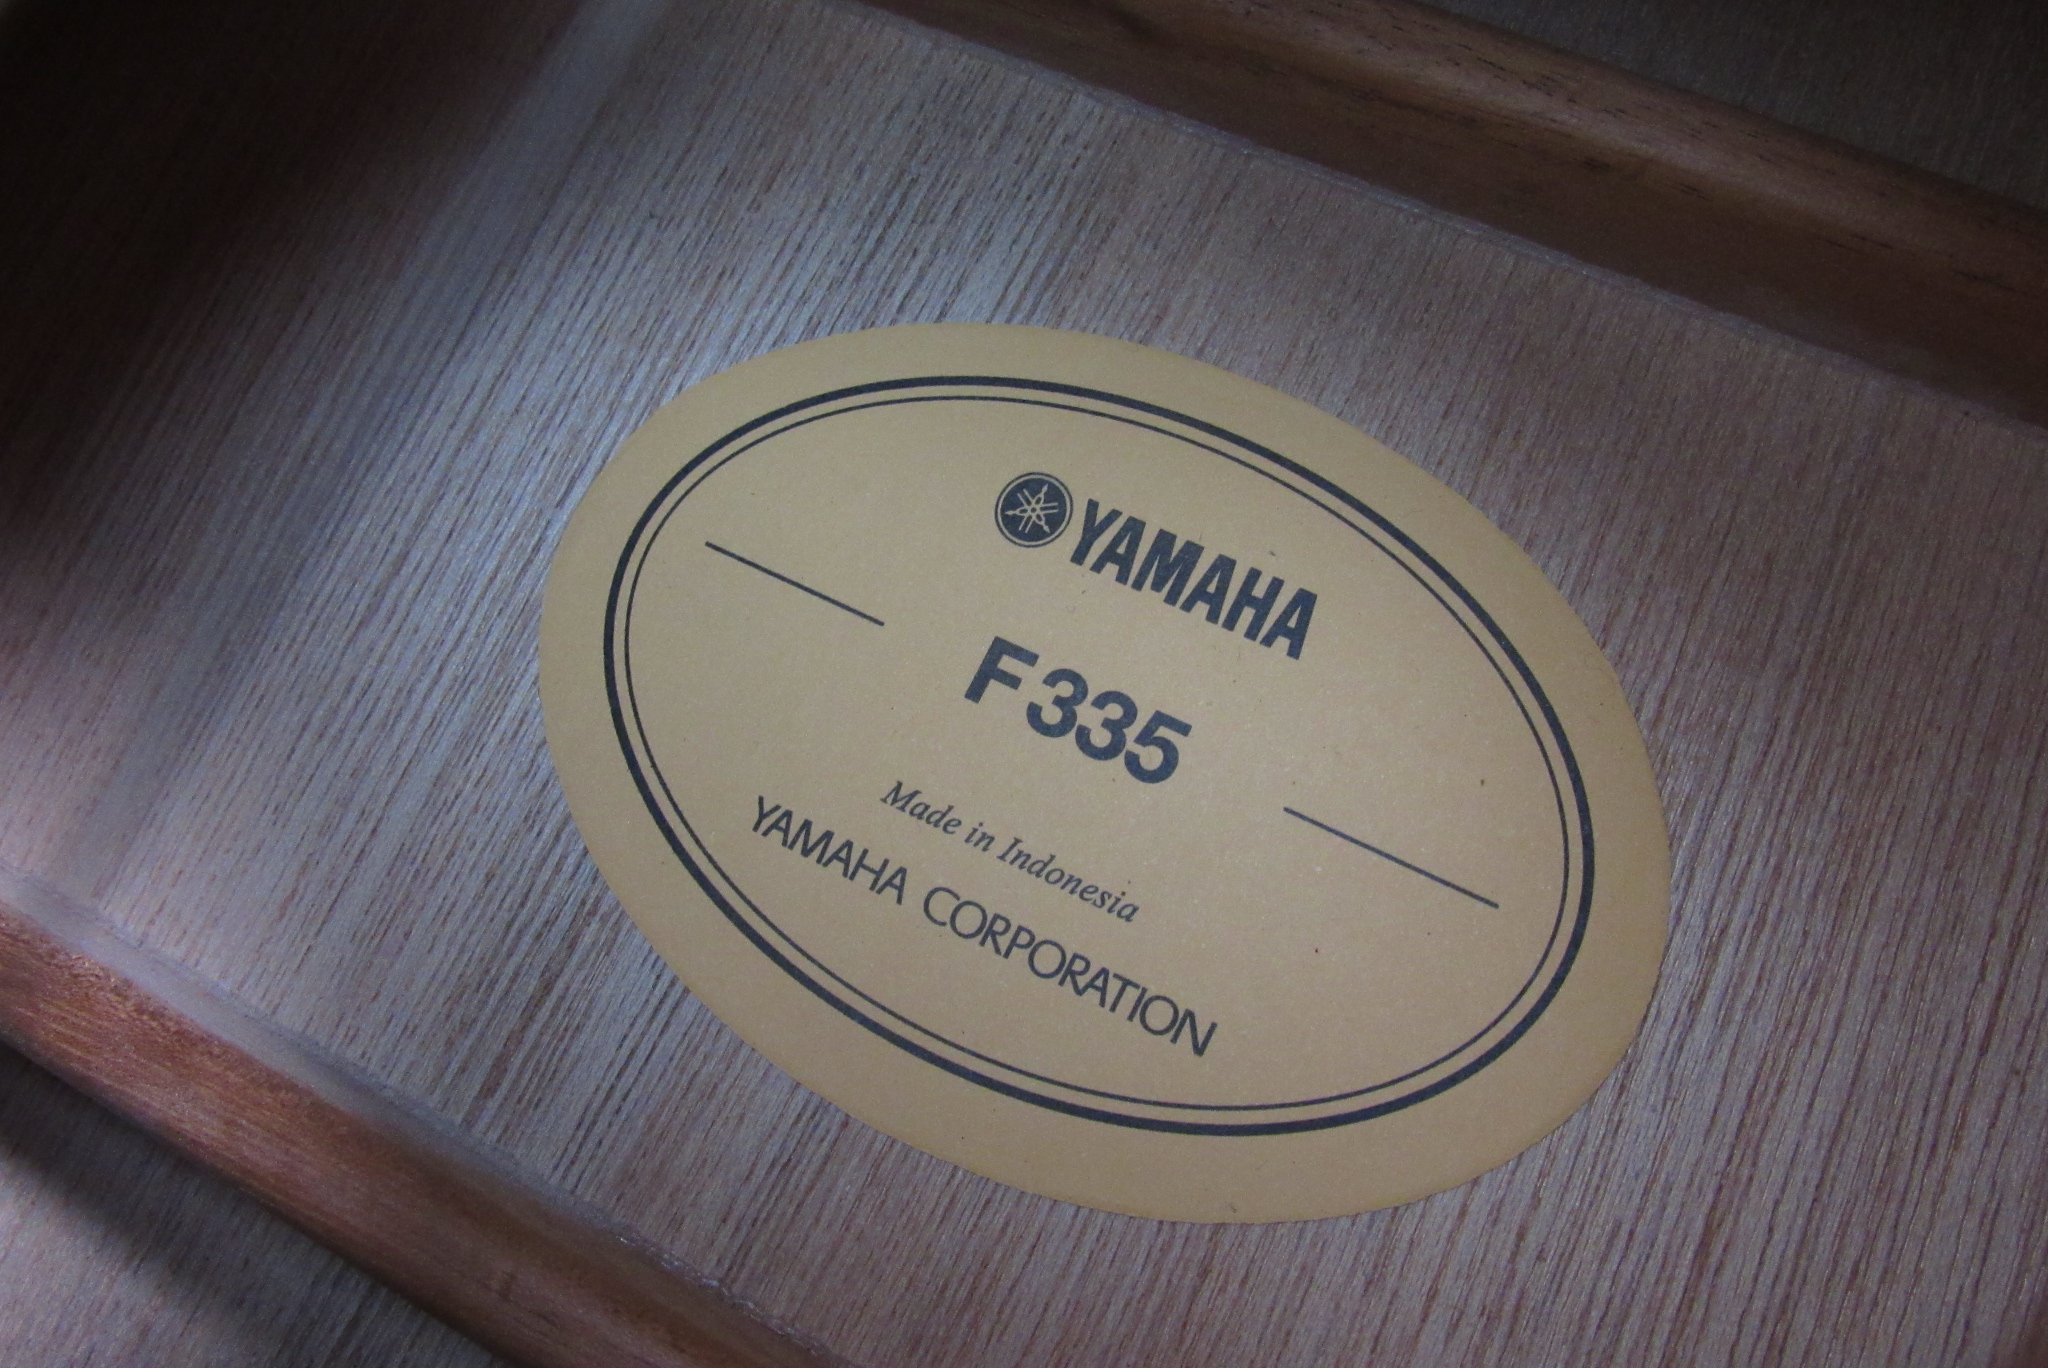 YAMAHA
F335
Made in Indonesia
YAMAHA CORPORATION